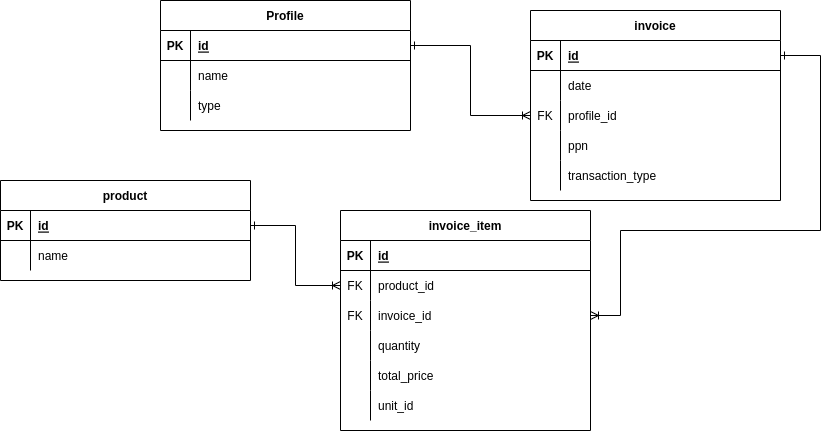 Profile
PK id
name
type
invoice
PK id
date
FK profile_id
ppn
transaction_type
product
PK id
name
invoice_item
PK id
FK product_id
FK invoice_id
quantity
total_price
unit_id